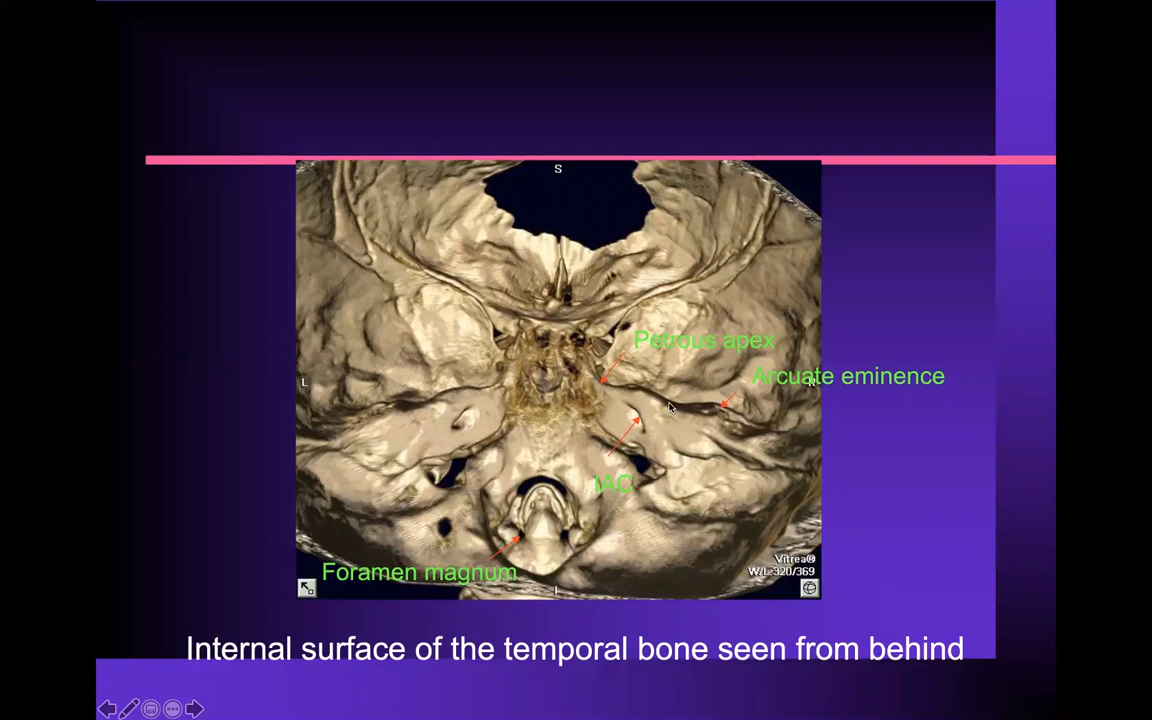 S
Petrous apex
Arcuate eminence
L
R
IAC
Foramen magnum
Vitrea®
W/L:320/369
I
Internal surface of the temporal bone seen from behind